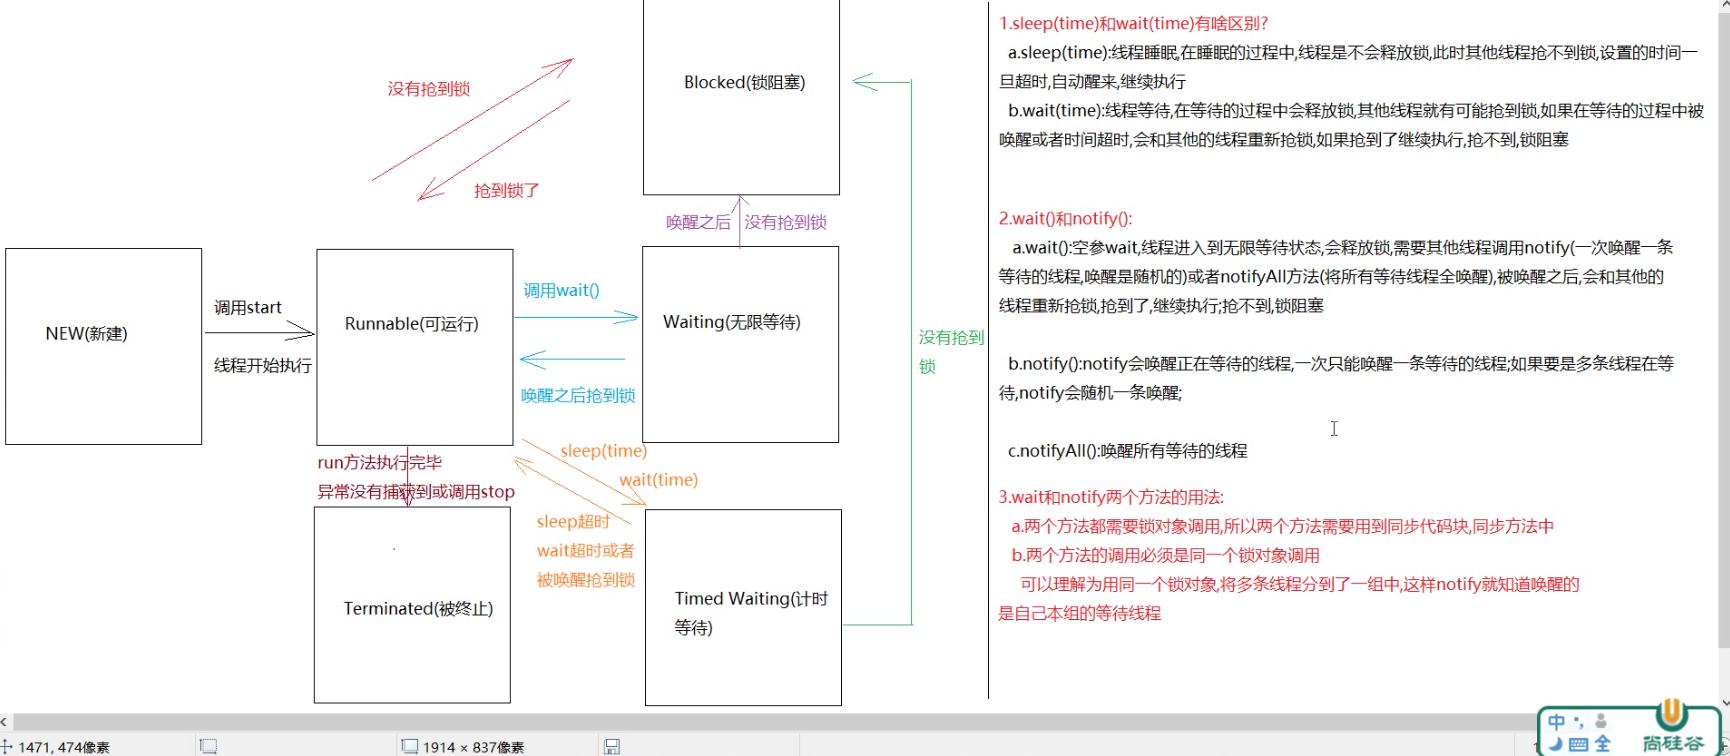 没有抢到锁
抢到锁了
Blocked(锁阻塞)
唤醒之后 没有抢到锁
NEW(新建)
调用start
线程开始执行
Runnable(可运行)
调用wait()
唤醒之后抢到锁
Waiting(无限等待)
没有抢到
锁
run方法执行完毕
异常没有捕获到或调用stop
sleep(time)
wait(time)
sleep超时
wait超时或者
被唤醒抢到锁
Terminated(被终止)
Timed Waiting(计时
等待)
1.sleep(time)和wait(time)有啥区别?
a.sleep(time):线程睡眠,在睡眠的过程中,线程是不会释放锁,此时其他线程抢不到锁,设置的时间一
旦超时,自动醒来,继续执行
b.wait(time):线程等待,在等待的过程中会释放锁,其他线程就有可能抢到锁,如果在等待的过程中被
唤醒或者时间超时,会和其他的线程重新抢锁,如果抢到了继续执行,抢不到,锁阻塞
2.wait()和notify():
a.wait():空参wait,线程进入到无限等待状态,会释放锁,需要其他线程调用notify(一次唤醒一条
等待的线程,唤醒是随机的)或者notifyAll方法(将所有等待线程全唤醒),被唤醒之后,会和其他的
线程重新抢锁,抢到了,继续执行;抢不到,锁阻塞
b.notify():notify会唤醒正在等待的线程,一次只能唤醒一条等待的线程;如果要是多条线程在等
待,notify会随机一条唤醒;
c.notifyAll():唤醒所有等待的线程
3.wait和notify两个方法的用法:
a.两个方法都需要锁对象调用,所以两个方法需要用到同步代码块,同步方法中
b.两个方法的调用必须是同一个锁对象调用
可以理解为用同一个锁对象,将多条线程分到了一组中,这样notify就知道唤醒的
是自己本组的等待线程
1471, 474像素
1914 × 837像素
中
全
尚硅谷